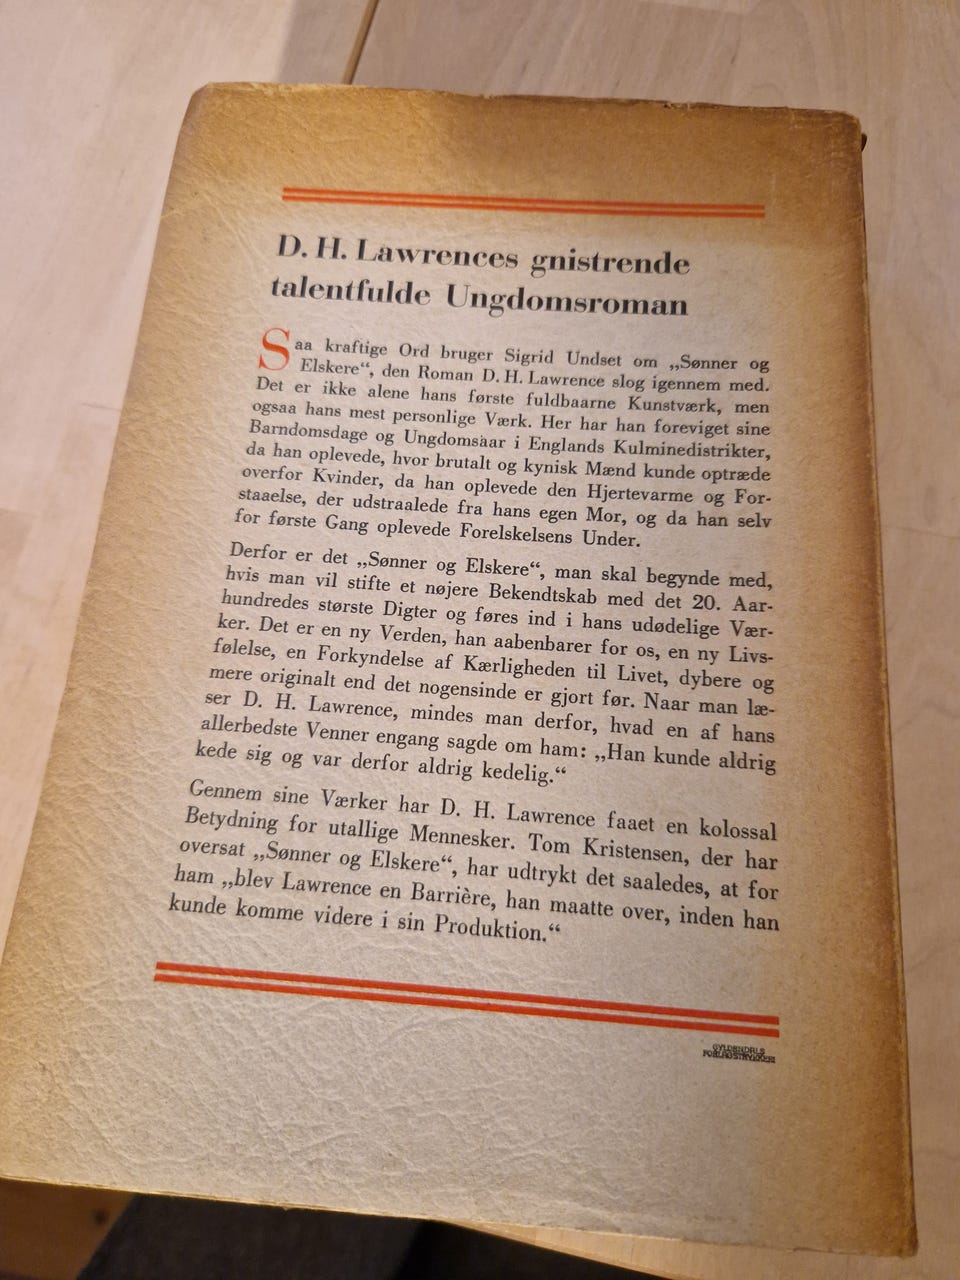 D. H. Lawrences gnistrende
talentfulde Ungdomsroman
Saa kraftige Ord bruger Sigrid Undset om „Sønner og
Elskere“, den Roman D. H. Lawrence slog igennem med.
Det er ikke alene hans første fuldbaarne Kunstværk, men
ogsaa hans mest personlige Værk. Her har han foreviget sine
Barndomsdage og Ungdomsaar i Englands Kulminedistrikter,
da han oplevede, hvor brutalt og kynisk Mænd kunde optræde
overfor Kvinder, da han oplevede den Hjertevarme og For-
staaelse, der udstraalede fra hans egen Mor, og da han selv
for første Gang oplevede Forelskelsens Under.
Derfor er det „Sønner og Elskere“, man skal begynde med,
hvis man vil stifte et nøjere Bekendtskab med det 20. Aar-
hundredes største Digter og føres ind i hans udødelige Vær-
ker. Det er en ny Verden, han aabenbarer for os, en ny Livs-
følelse, en Forkyndelse af Kærligheden til Livet, dybere og
mere originalt end det nogensinde er gjort før. Naar man læ-
ser D. H. Lawrence, mindes man derfor, hvad en af hans
allerbedste Venner engang sagde om ham: „Han kunde aldrig
kede sig og var derfor aldrig kedelig.“
Gennem sine Værker har D. H. Lawrence faaet en kolossal
Betydning for utallige Mennesker. Tom Kristensen, der har
oversat „Sønner og Elskere“, har udtrykt det saaledes, at for
ham „blev Lawrence en Barrière, han maatte over, inden han
kunde komme videre i sin Produktion.“
GYLDENDALS
FORLAGSTRYKKERI